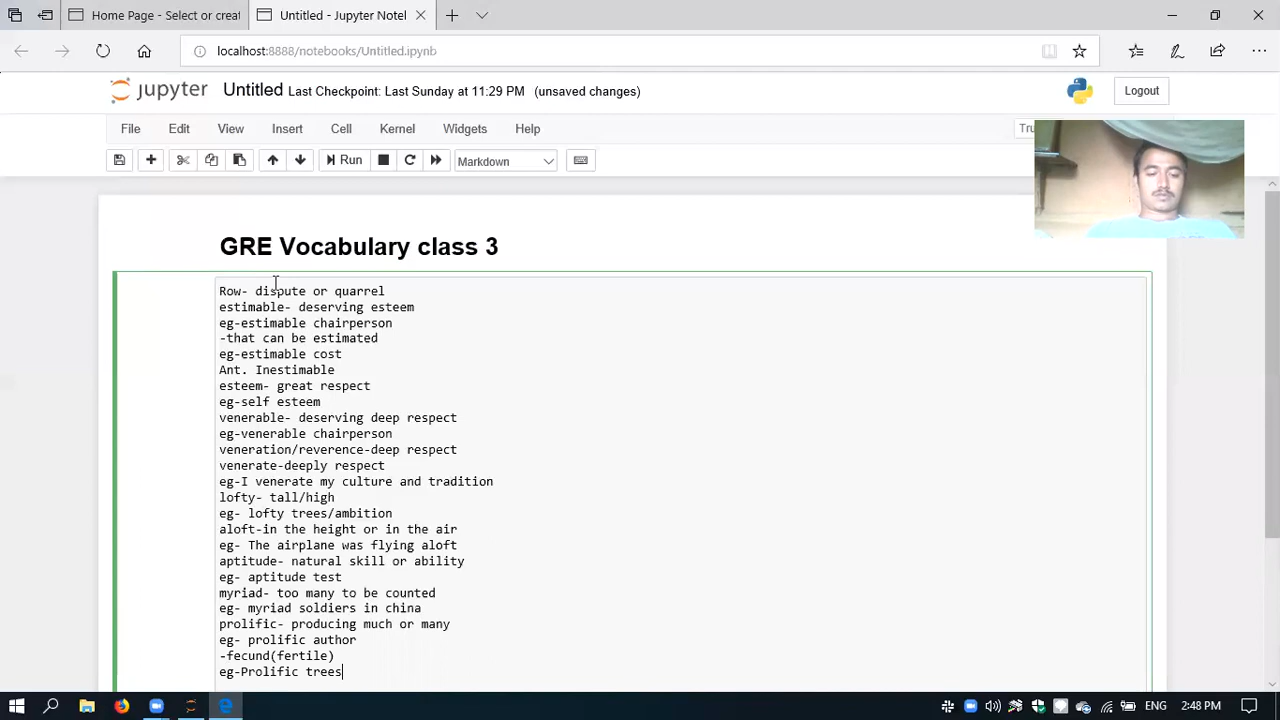 Home Page - Select or creat
Untitled - Jupyter Notel
localhost:8888/notebooks/Untitled.ipynb
jupyter Untitled Last Checkpoint: Last Sunday at 11:29 PM (unsaved changes)
Logout
File Edit View Insert Cell Kernel Widgets Help
Tru
Run Markdown
GRE Vocabulary class 3
Row- dispute or quarrel
estimable- deserving esteem
eg-estimable chairperson
-that can be estimated
eg-estimable cost
Ant. Inestimable
esteem- great respect
eg-self esteem
venerable- deserving deep respect
eg-venerable chairperson
veneration/reverence-deep respect
venerate-deeply respect
eg-I venerate my culture and tradition
lofty- tall/high
eg- lofty trees/ambition
aloft-in the height or in the air
eg- The airplane was flying aloft
aptitude- natural skill or ability
eg- aptitude test
myriad- too many to be counted
eg- myriad soldiers in china
prolific- producing much or many
eg- prolific author
-fecund(fertile)
eg-Prolific trees
ENG 2:48 PM